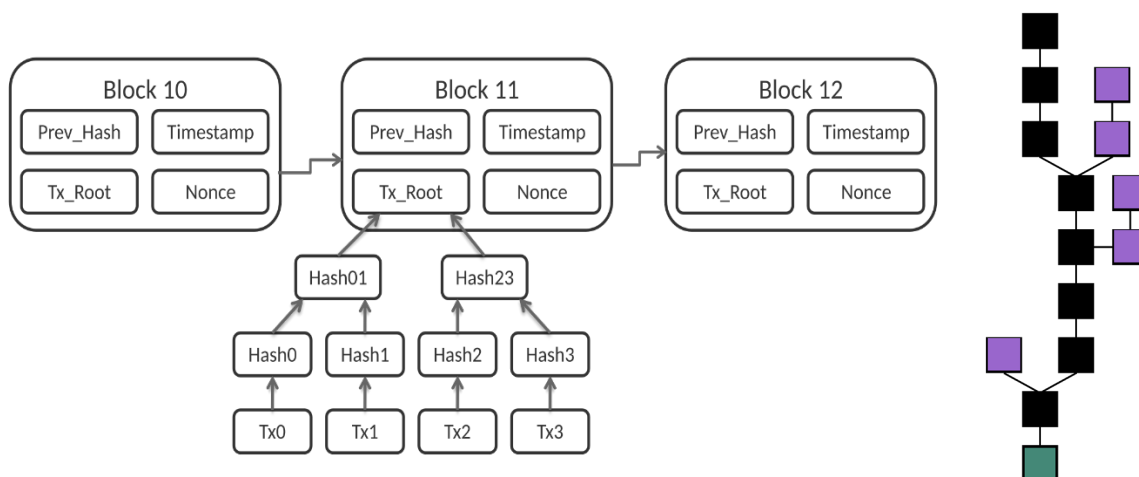 Block 10 Block 11 Block 12
Prev_Hash Timestamp Prev_Hash Timestamp Prev_Hash Timestamp
Tx_Root Nonce Tx_Root Nonce Tx_Root Nonce
Hash01 Hash23
Hash0 Hash1 Hash2 Hash3
Tx0 Tx1 Tx2 Tx3